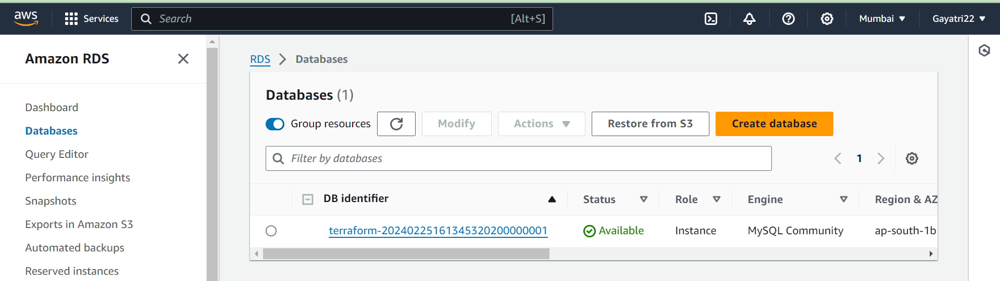 aws
Services
Search
[Alt+S]
Mumbai
Gayatri22
Amazon RDS
Dashboard
Databases
Query Editor
Performance insights
Snapshots
Exports in Amazon S3
Automated backups
Reserved instances
RDS
Databases
Databases (1)
Group resources
Modify
Actions
Restore from S3
Create database
Filter by databases
1
DB identifier
Status
Role
Engine
Region & AZ
terraform-20240225161345320200000001
Available
Instance
MySQL Community
ap-south-1b